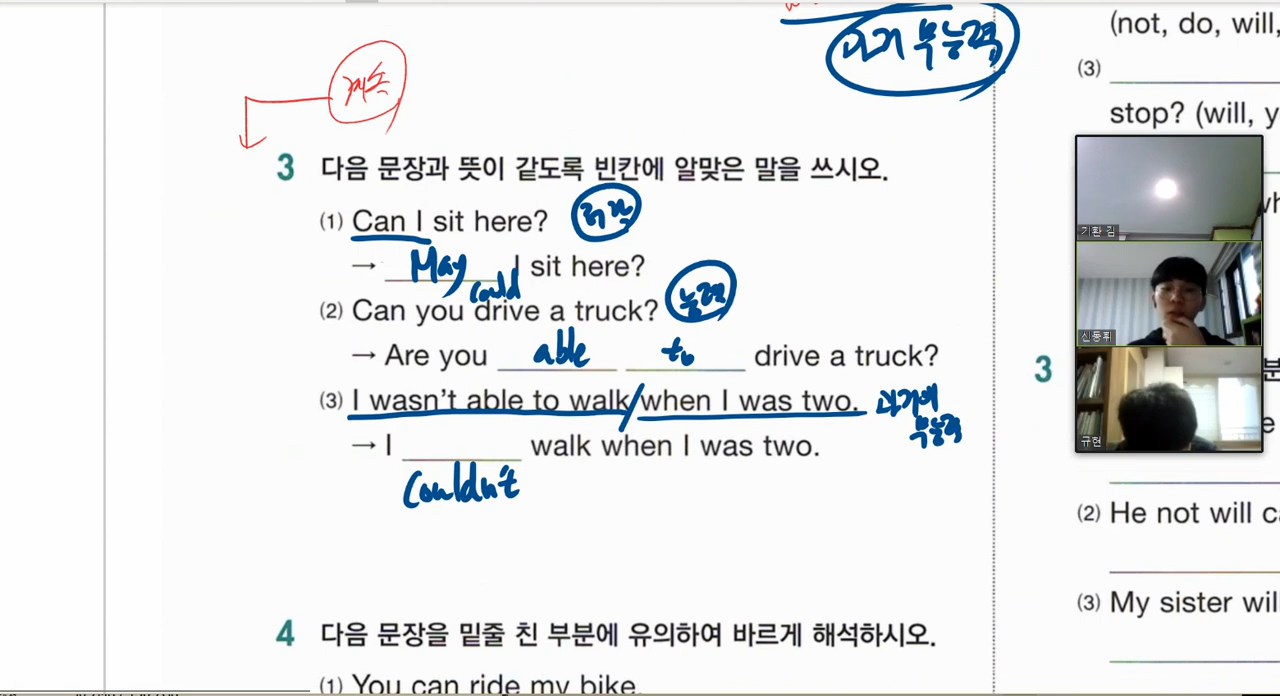 과거 부능력
계속
3 다음 문장과 뜻이 같도록 빈칸에 알맞은 말을 쓰시오.
(1) Can I sit here? 허락
→ May could I sit here?
(2) Can you drive a truck? 능력
→ Are you able to drive a truck?
(3) I wasn't able to walk/when I was two. 과거에 부능력
→ I couldn't walk when I was two.
4 다음 문장을 밑줄 친 부분에 유의하여 바르게 해석하시오.
(1) You can ride my bike.
(not, do, will,
(3)
stop? (will, y
기환 김
신동휘
규현
3
(2) He not will ca
(3) My sister wil